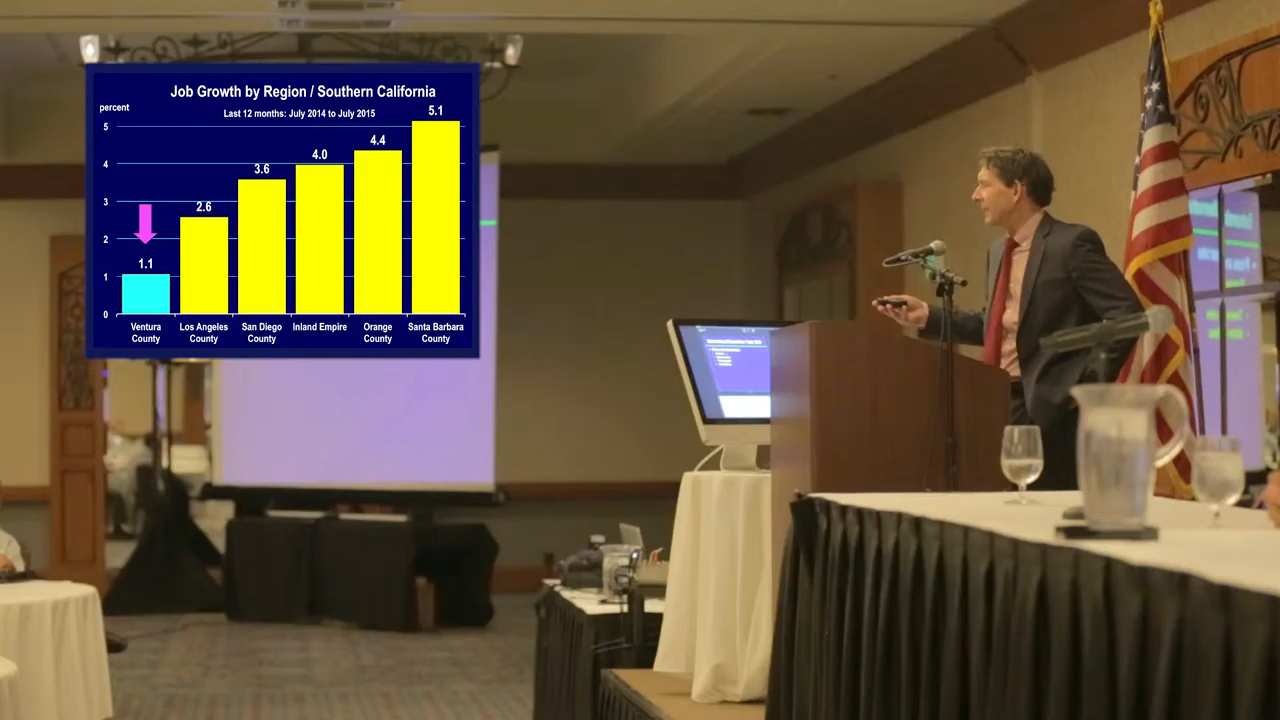 Job Growth by Region / Southern California
percent
Last 12 months: July 2014 to July 2015
5.1
5
4.4
4.0
4
3.6
3
2.6
2
1.1
1
0
Ventura County
Los Angeles County
San Diego County
Inland Empire
Orange County
Santa Barbara County